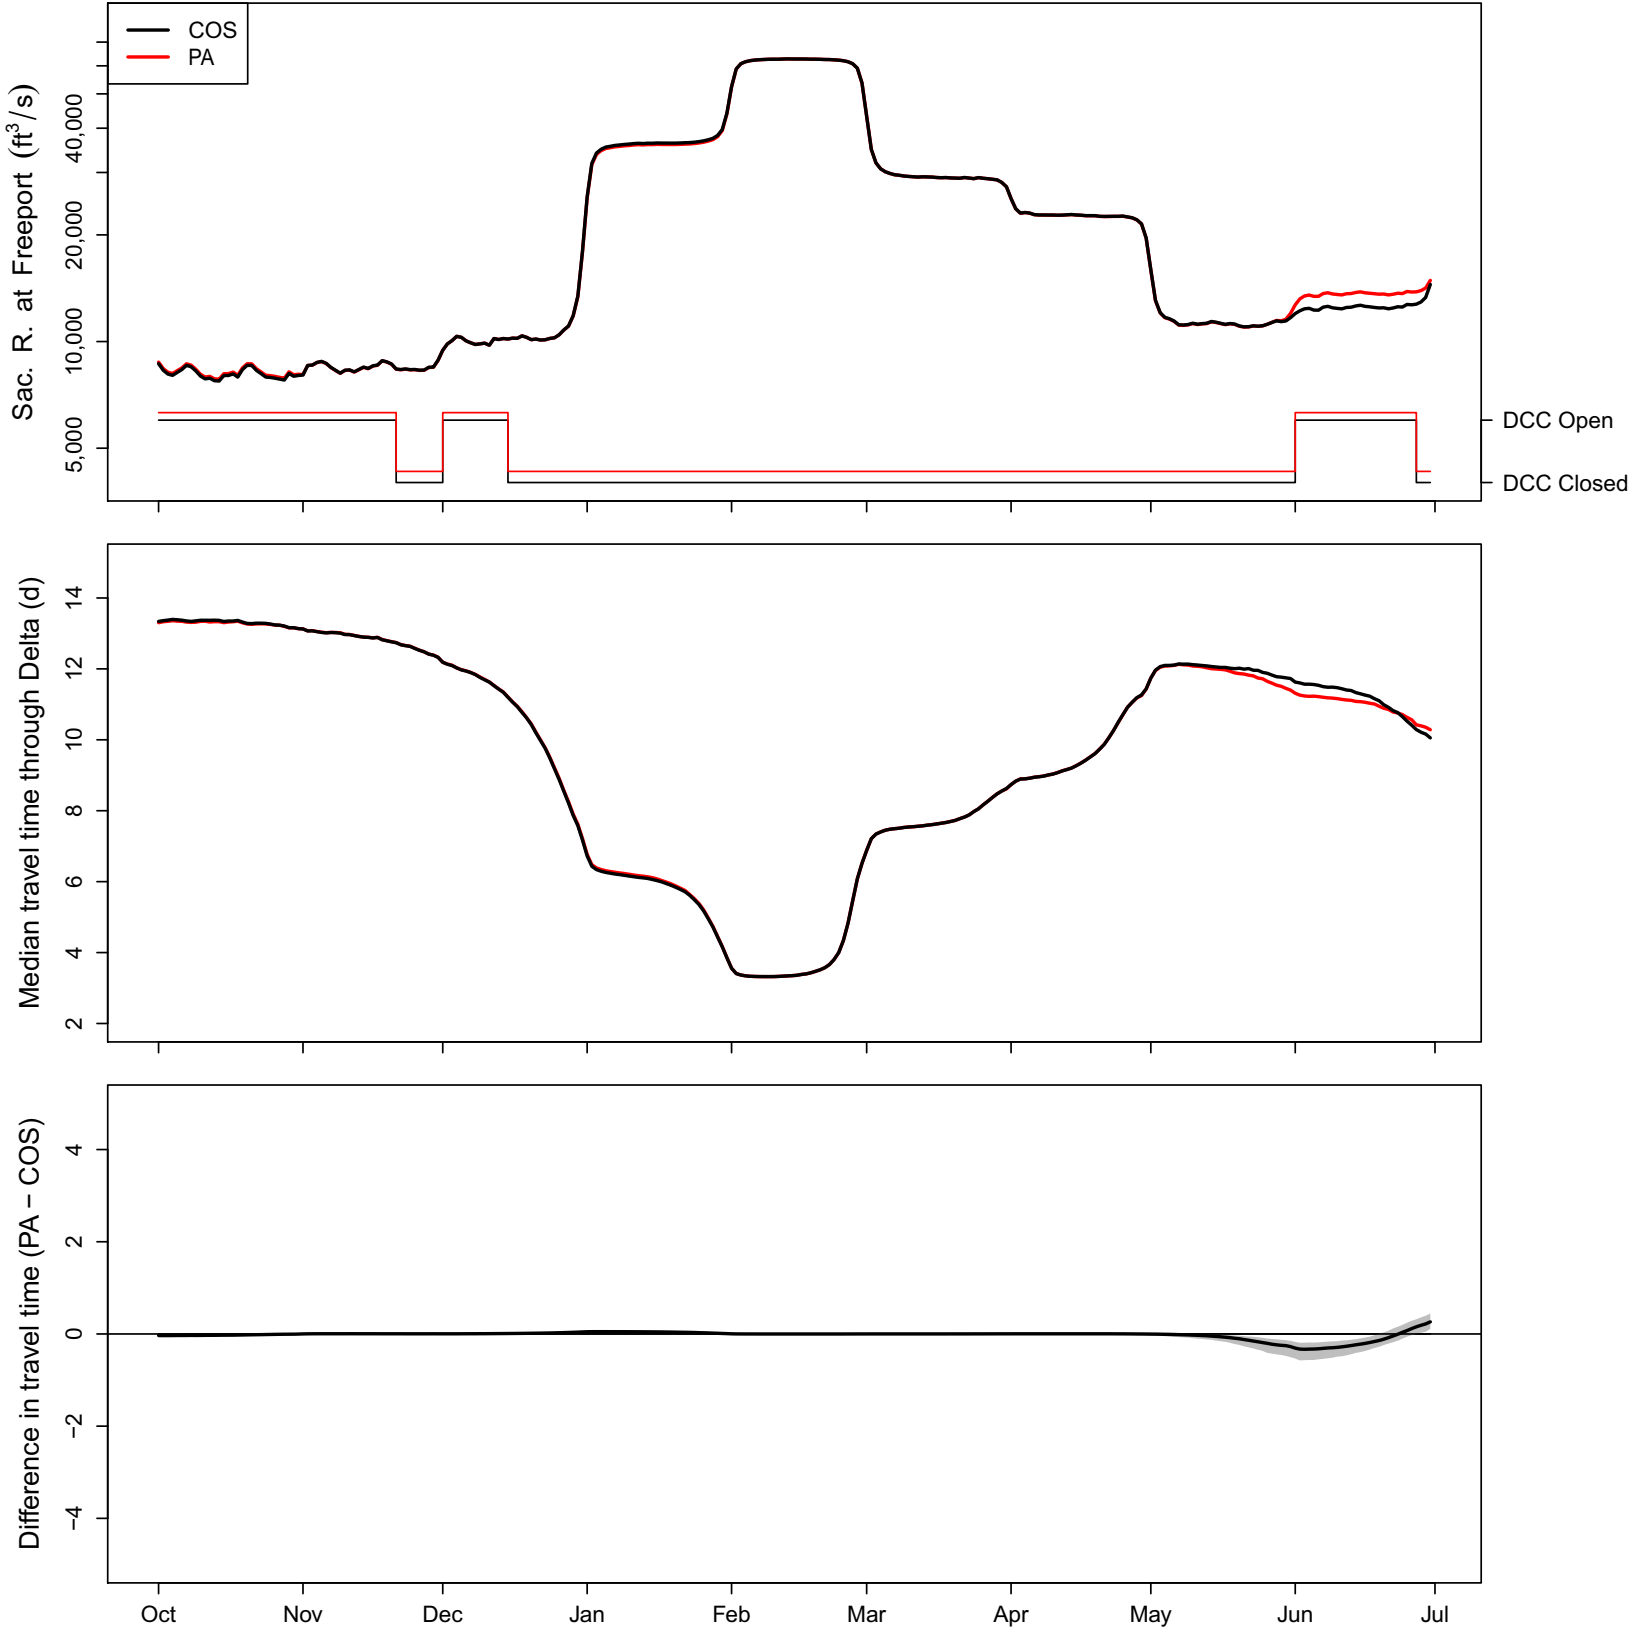 COS
PA
Sac. R. at Freeport (ft³/s)
40,000
20,000
10,000
5,000
DCC Open
DCC Closed
Median travel time through Delta (d)
14
12
10
8
6
4
2
Difference in travel time (PA − COS)
4
2
0
−2
−4
Oct Nov Dec Jan Feb Mar Apr May Jun Jul